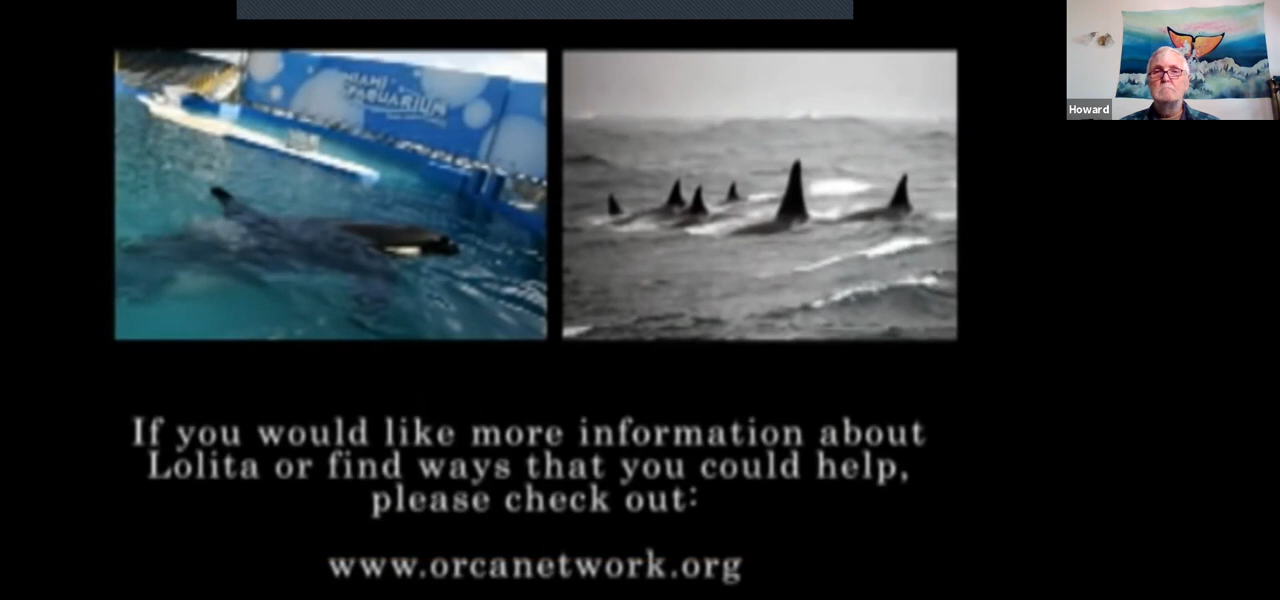 MIAMI
Howard
If you would like more information about
Lolita or find ways that you could help,
please check out:
www.orcanetwork.org